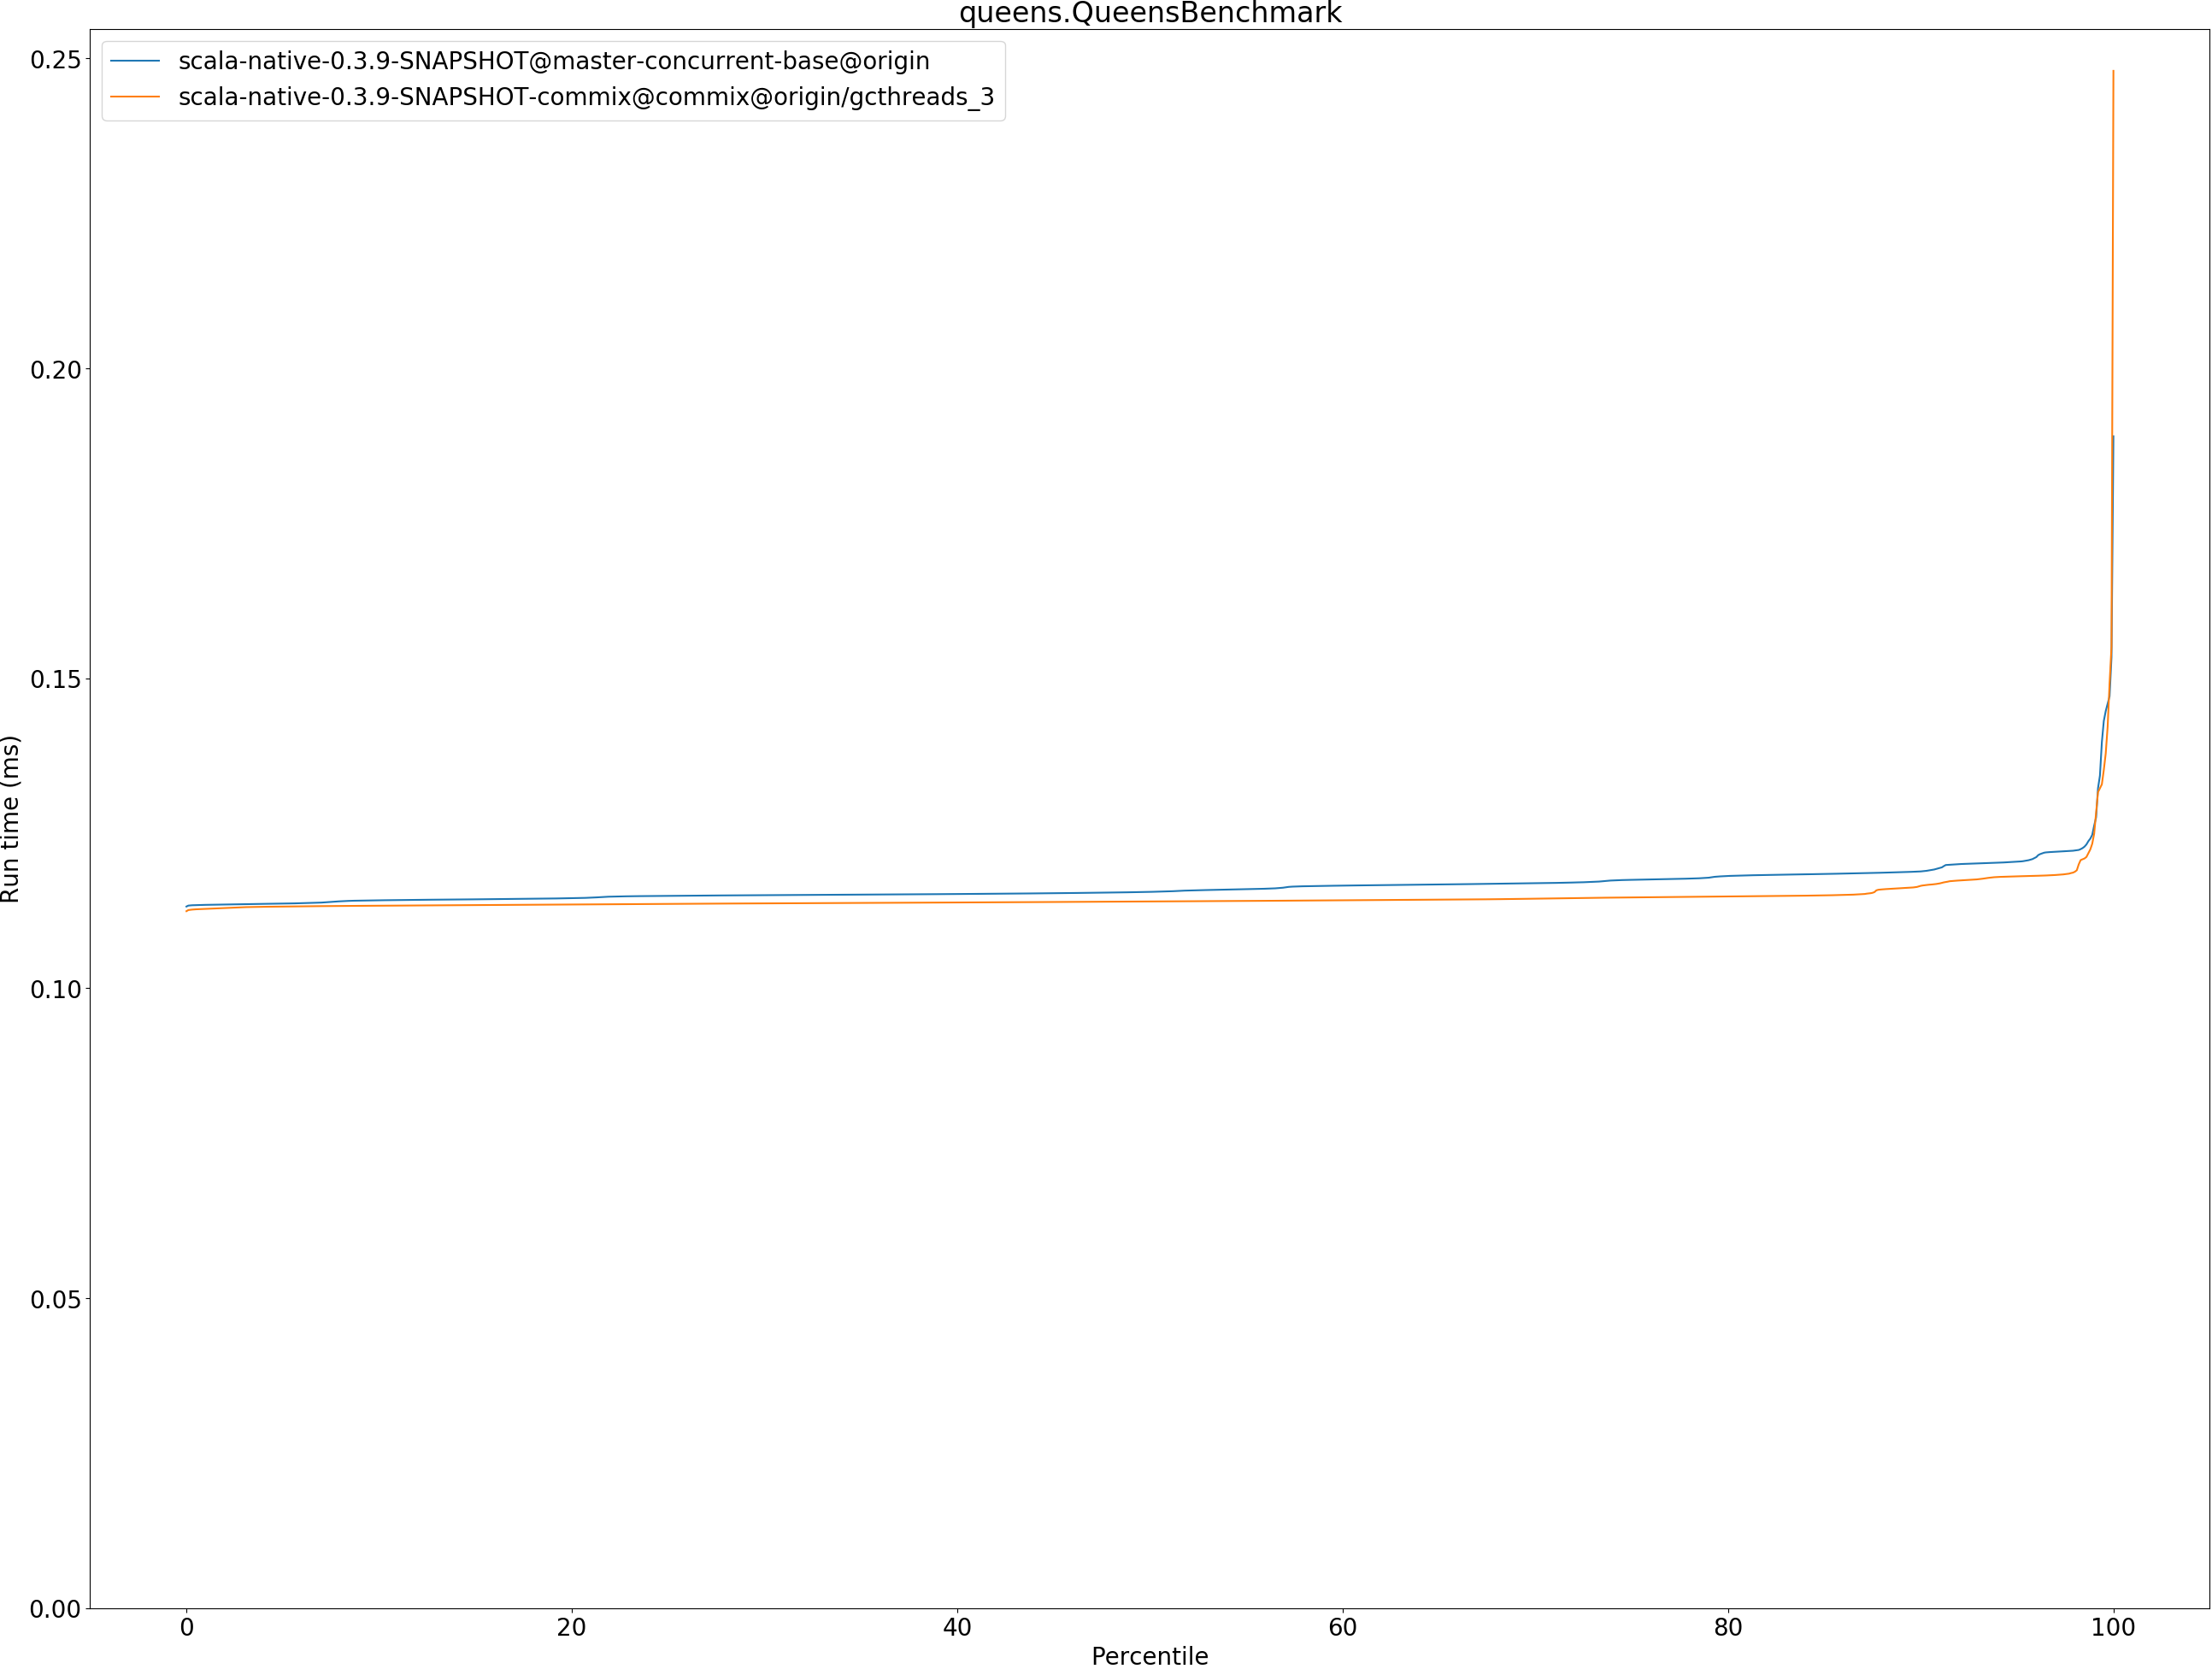 queens.QueensBenchmark
scala-native-0.3.9-SNAPSHOT@master-concurrent-base@origin
scala-native-0.3.9-SNAPSHOT-commix@commix@origin/gcthreads_3
0.25
0.20
0.15
0.10
0.05
0.00
Run time (ms)
0 20 40 60 80 100
Percentile